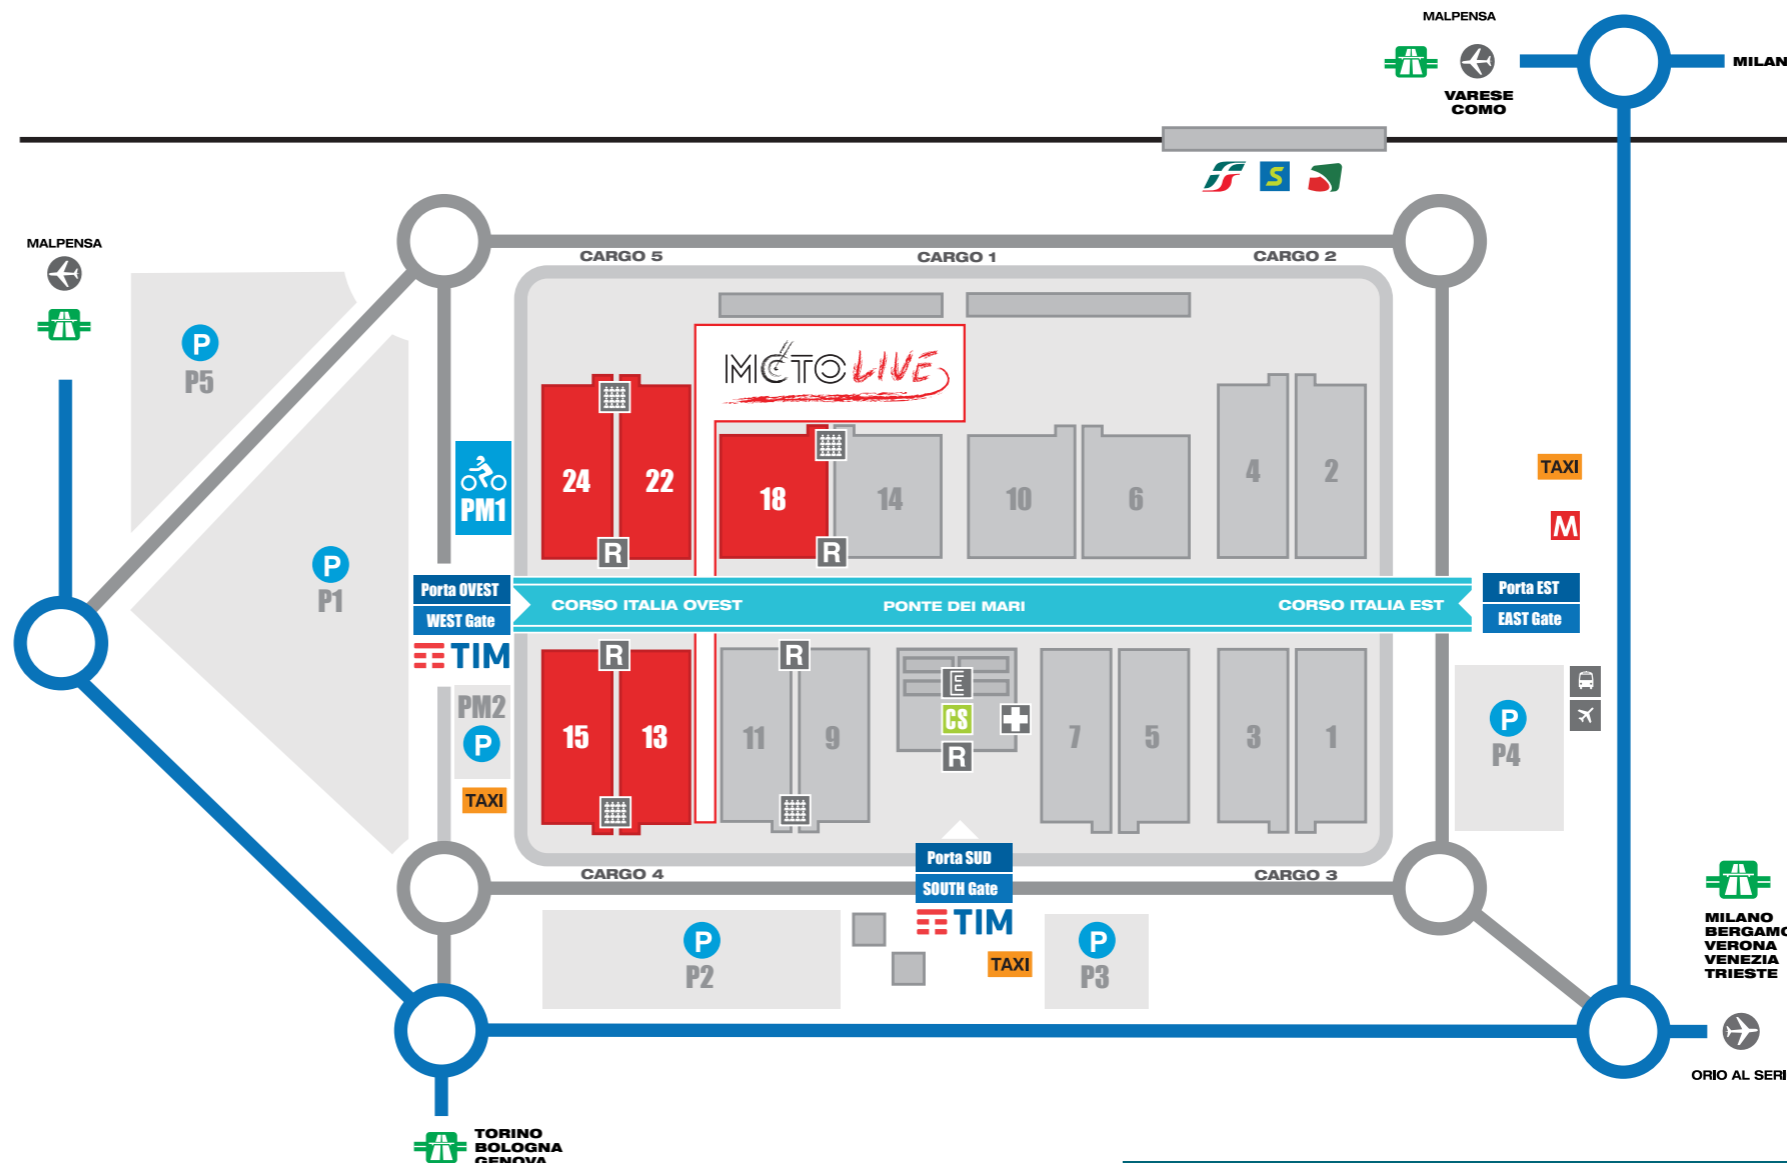 MALPENSA
MILAN
VARESE
COMO
MALPENSA
CARGO 5
CARGO 1
CARGO 2
P
P5
MOTO LIVE
PM1
24
22
18
14
10
6
4
2
TAXI
M
P
P1
R
R
Porta OVEST
WEST Gate
TIM
CORSO ITALIA OVEST
PONTE DEI MARI
CORSO ITALIA EST
Porta EST
EAST Gate
R
R
PM2
P
15
13
11
9
E
CS
R
7
5
3
1
P
P4
TAXI
Porta SUD
SOUTH Gate
TIM
CARGO 4
CARGO 3
P
P2
TAXI
P
P3
MILANO
BERGAMO
VERONA
VENEZIA
TRIESTE
ORIO AL SERI
TORINO
BOLOGNA
GENOVA